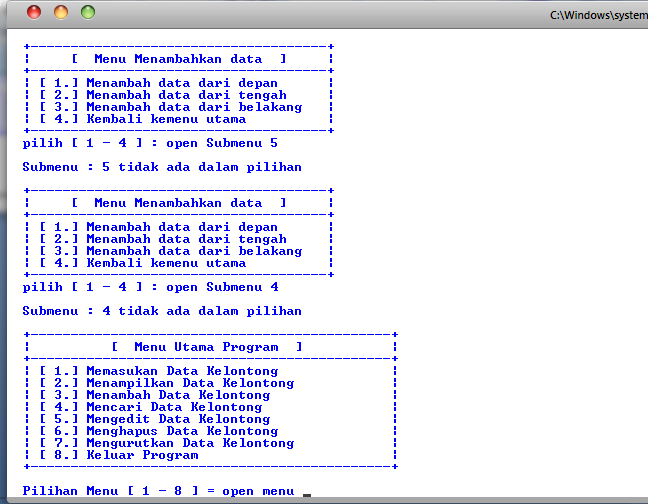 C:\Windows\system
+-------------------------------------+
¦     [  Menu Menambahkan data  ]     ¦
+-------------------------------------+
¦ [ 1.] Menambah data dari depan      ¦
¦ [ 2.] Menambah data dari tengah     ¦
¦ [ 3.] Menambah data dari belakang   ¦
¦ [ 4.] Kembali kemenu utama          ¦
+-------------------------------------+
pilih [ 1 - 4 ] : open Submenu 5
Submenu : 5 tidak ada dalam pilihan
+-------------------------------------+
¦     [  Menu Menambahkan data  ]     ¦
+-------------------------------------+
¦ [ 1.] Menambah data dari depan      ¦
¦ [ 2.] Menambah data dari tengah     ¦
¦ [ 3.] Menambah data dari belakang   ¦
¦ [ 4.] Kembali kemenu utama          ¦
+-------------------------------------+
pilih [ 1 - 4 ] : open Submenu 4
Submenu : 4 tidak ada dalam pilihan
+---------------------------------------------+
¦          [  Menu Utama Program  ]           ¦
+---------------------------------------------+
¦ [ 1.] Memasukan Data Kelontong              ¦
¦ [ 2.] Menampilkan Data Kelontong            ¦
¦ [ 3.] Menambah Data Kelontong               ¦
¦ [ 4.] Mencari Data Kelontong                ¦
¦ [ 5.] Mengedit Data Kelontong               ¦
¦ [ 6.] Menghapus Data Kelontong              ¦
¦ [ 7.] Mengurutkan Data Kelontong            ¦
¦ [ 8.] Keluar Program                        ¦
+---------------------------------------------+
Pilihan Menu [ 1 - 8 ] = open menu _